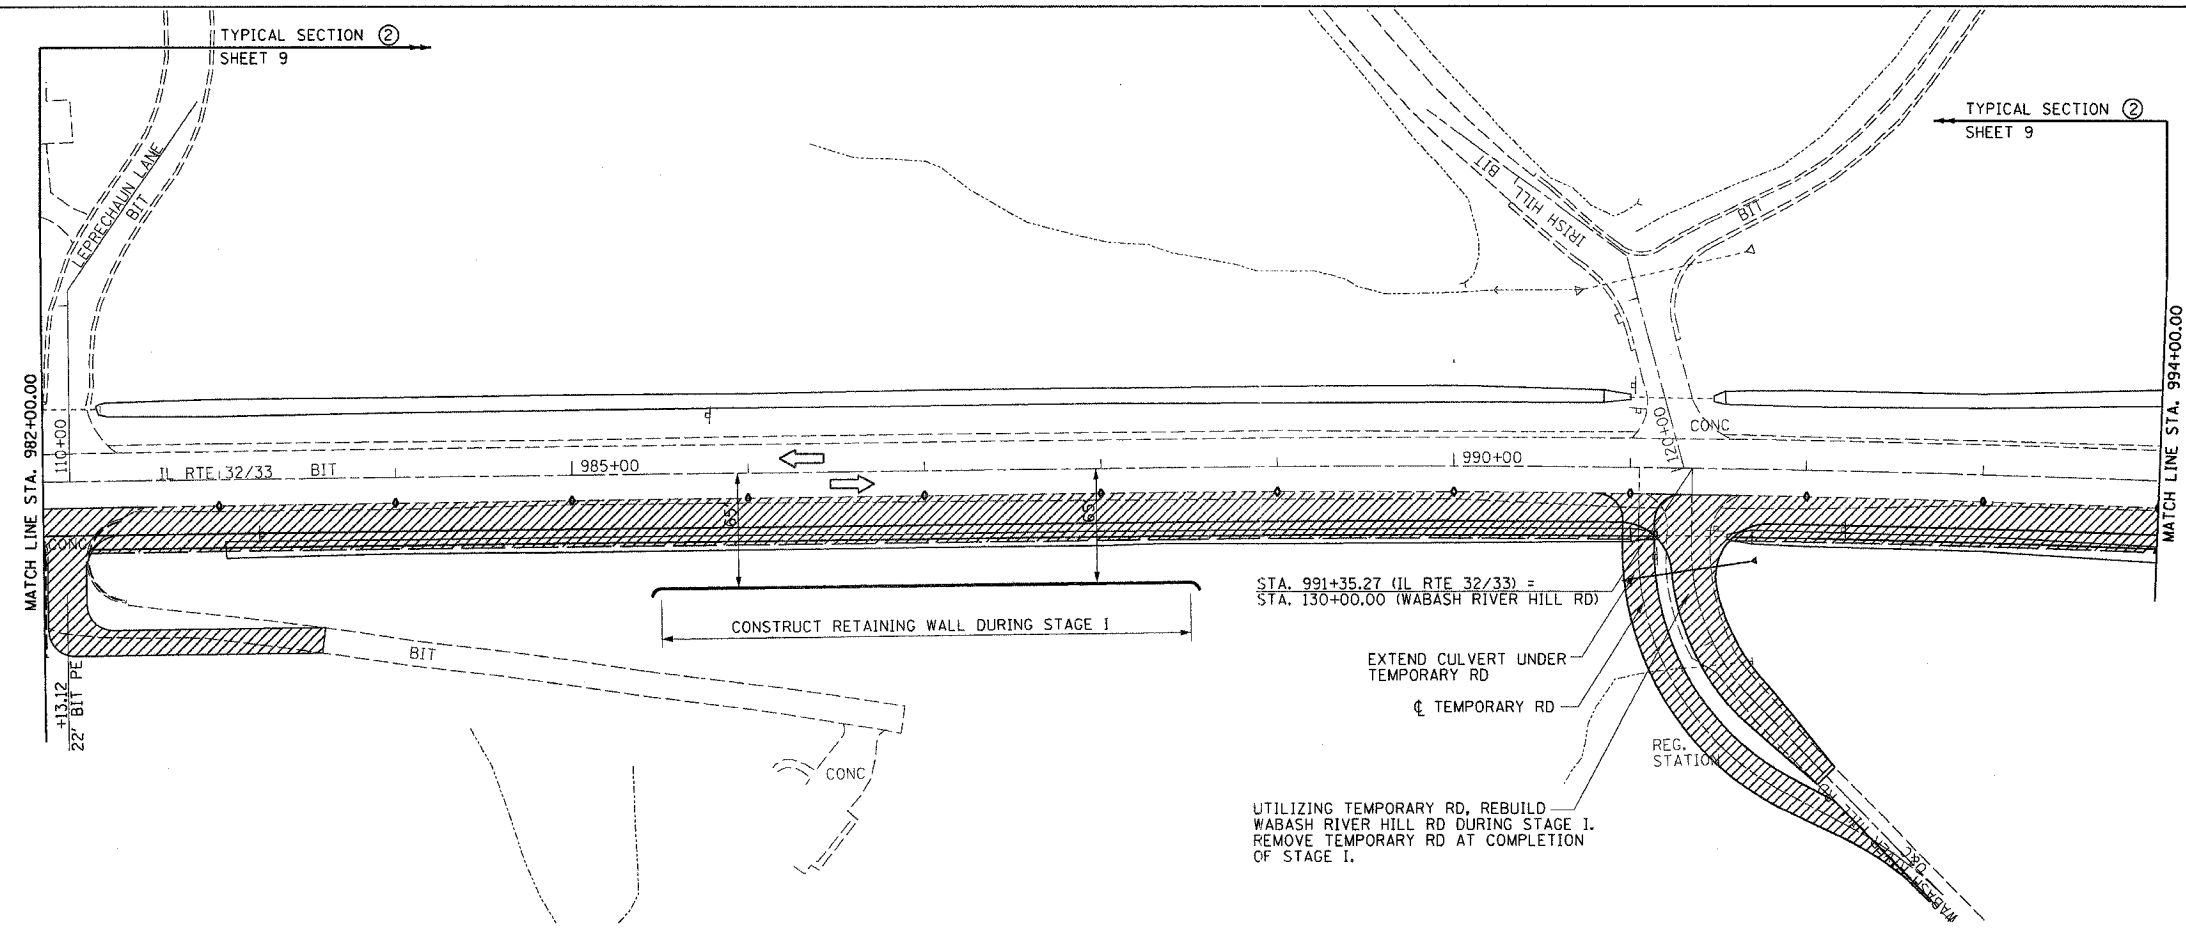 TYPICAL SECTION ②
SHEET 9
TYPICAL SECTION ②
SHEET 9
LEPRECHAUN LANE
BIT
IRISH HILL
BIT
BIT
MATCH LINE STA. 982+00.00
MATCH LINE STA. 994+00.00
110+00
IL RTE 32/33
BIT
985+00
990+00
120+00
CONC
CONC
65'
65'
CONSTRUCT RETAINING WALL DURING STAGE I
STA. 991+35.27 (IL RTE 32/33) =
STA. 130+00.00 (WABASH RIVER HILL RD)
EXTEND CULVERT UNDER
TEMPORARY RD
℄ TEMPORARY RD
BIT
+13.12
22' BIT PE
CONC
REG.
STATION
UTILIZING TEMPORARY RD, REBUILD
WABASH RIVER HILL RD DURING STAGE I.
REMOVE TEMPORARY RD AT COMPLETION
OF STAGE I.
WABASH RIVER HILL RD
O&C